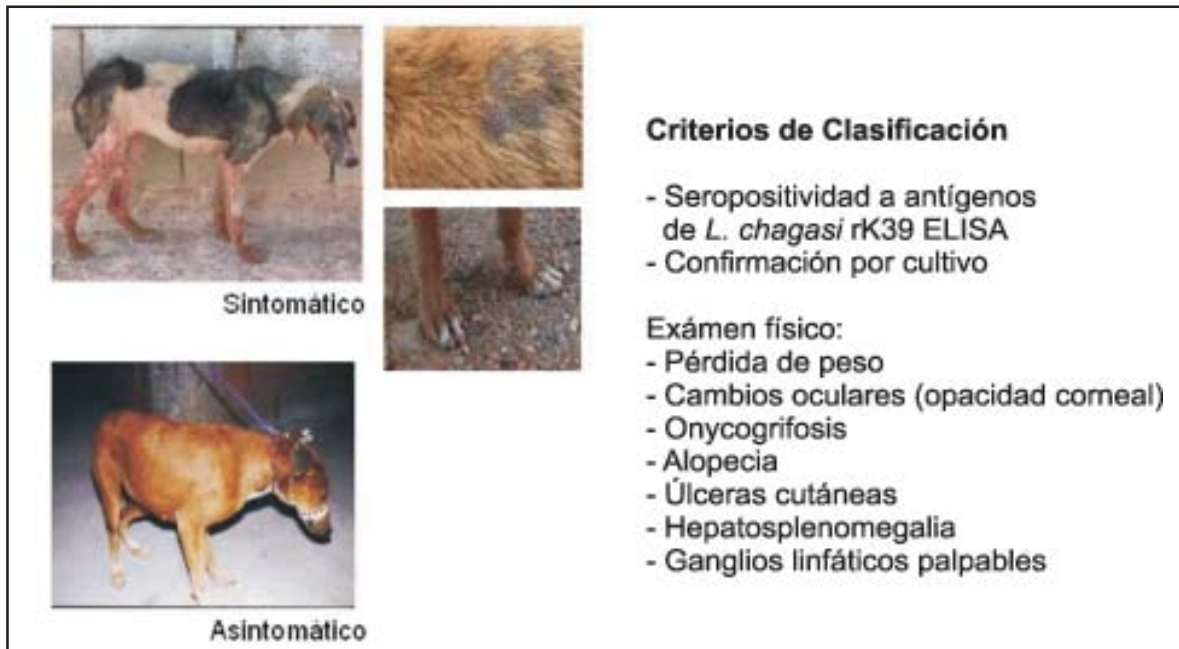 Sintomático
Asintomático
Criterios de Clasificación
- Seropositividad a antígenos
de L. chagasi rK39 ELISA
- Confirmación por cultivo
Exámen físico:
- Pérdida de peso
- Cambios oculares (opacidad corneal)
- Onycogrifosis
- Alopecia
- Úlceras cutáneas
- Hepatosplenomegalia
- Ganglios linfáticos palpables